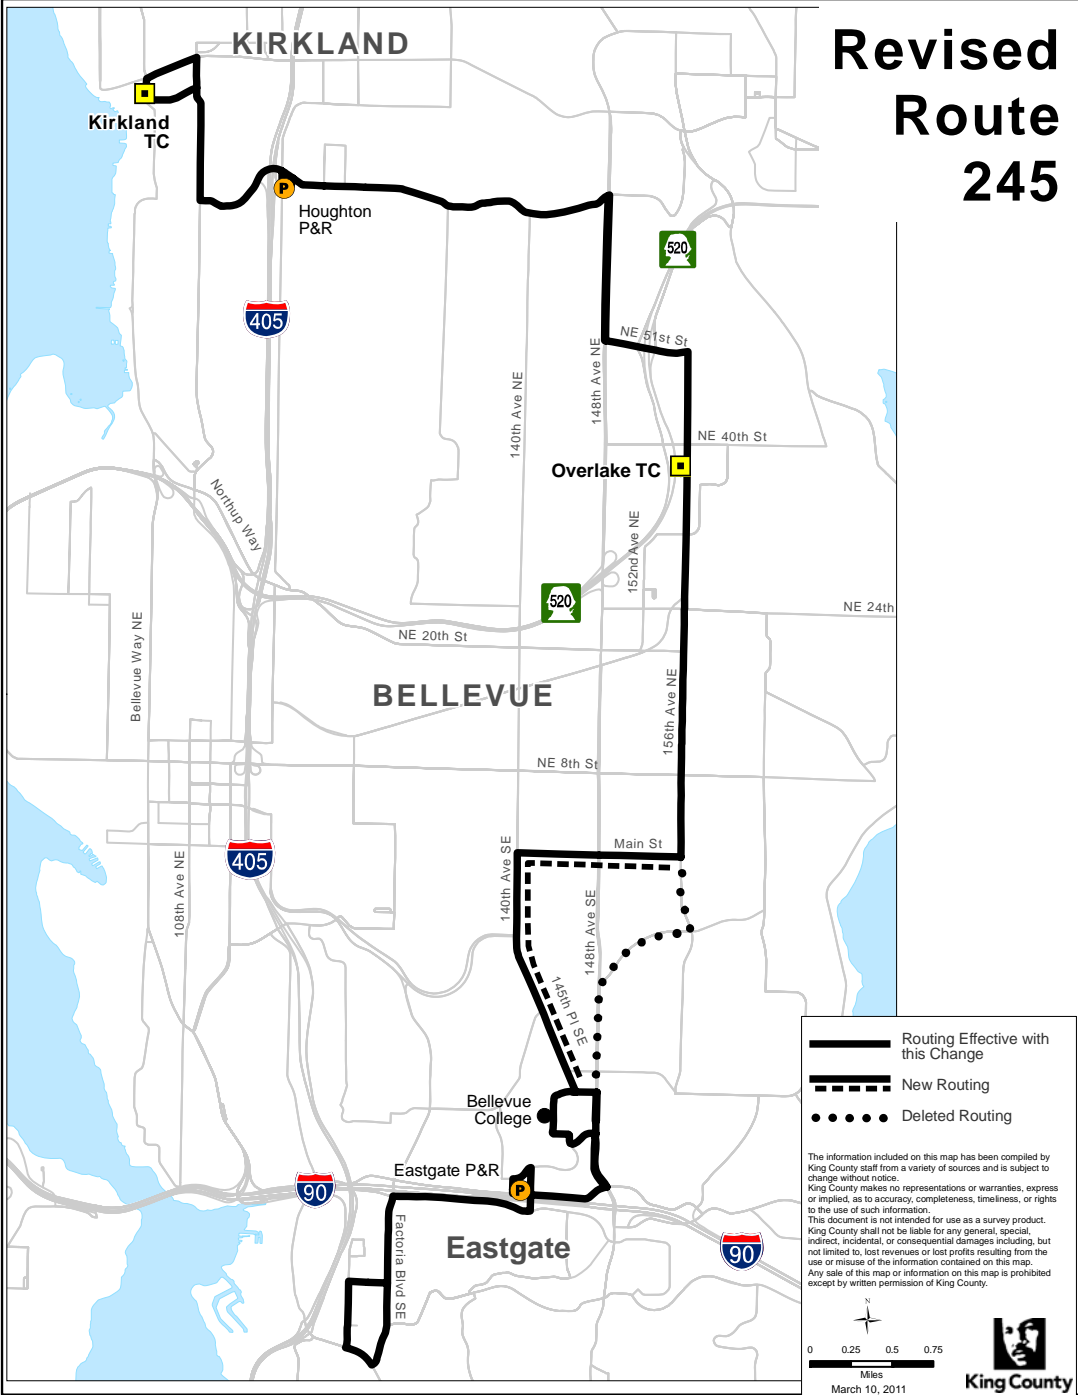 Revised
Route
245
KIRKLAND
Kirkland
TC
P
Houghton
P&R
520
405
NE 51st St
148th Ave NE
140th Ave NE
NE 40th St
Overlake TC
Northup Way
152nd Ave NE
520
NE 24th
NE 20th St
Bellevue Way NE
BELLEVUE
156th Ave NE
NE 8th St
Main St
140th Ave SE
405
108th Ave NE
148th Ave SE
145th Pl SE
Bellevue
College
Eastgate P&R
P
90
Factoria Blvd SE
Eastgate
90
Routing Effective with
this Change
New Routing
Deleted Routing
The information included on this map has been compiled by
King County staff from a variety of sources and is subject to
change without notice.
King County makes no representations or warranties, express
or implied, as to accuracy, completeness, timeliness, or rights
to the use of such information.
This document is not intended for use as a survey product.
King County shall not be liable for any general, special,
indirect, incidental, or consequential damages including, but
not limited to, lost revenues or lost profits resulting from the
use or misuse of the information contained on this map.
Any sale of this map or information on this map is prohibited
except by written permission of King County.
N
0 0.25 0.5 0.75
Miles
March 10, 2011
King County